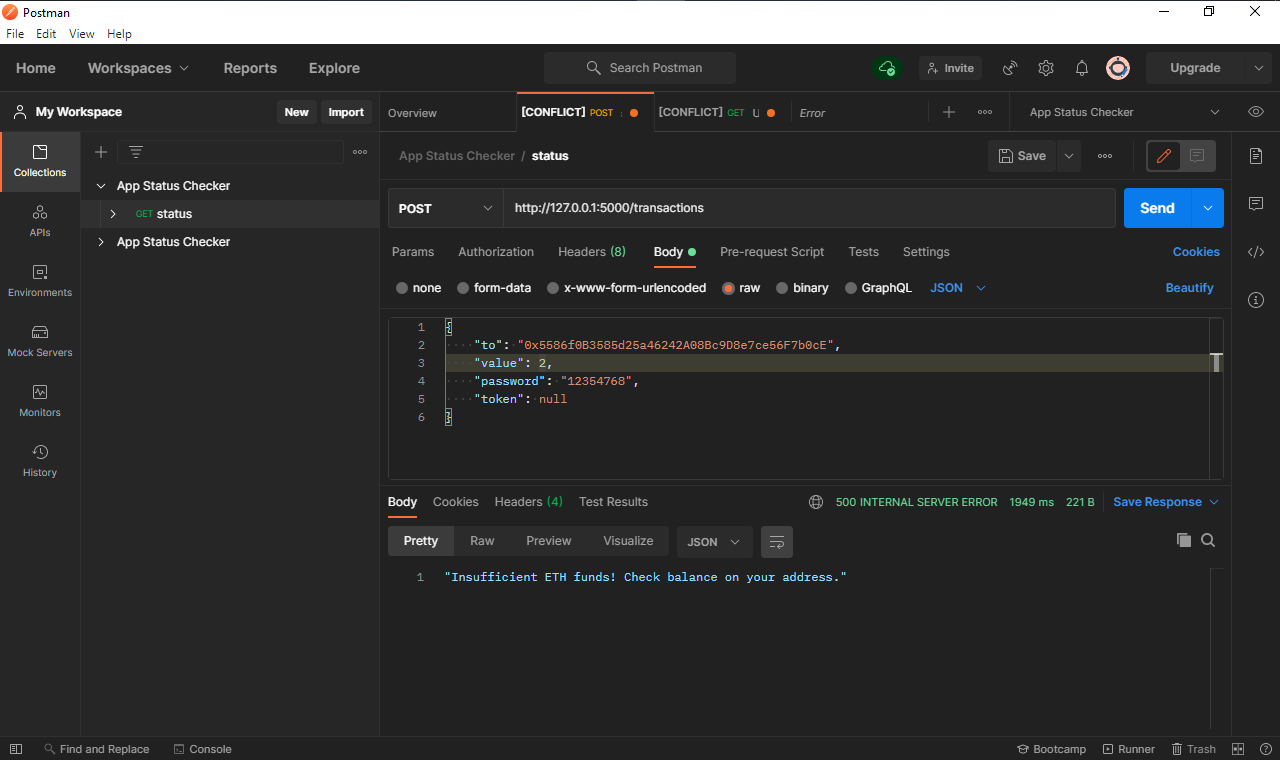 Postman
File Edit View Help
Home Workspaces Reports Explore Search Postman Invite Upgrade
My Workspace New Import
Overview [CONFLICT] POST : [CONFLICT] GET U Error App Status Checker
Collections
APIs
Environments
Mock Servers
Monitors
History
App Status Checker
GET status
App Status Checker
App Status Checker / status Save
POST http://127.0.0.1:5000/transactions Send
Params Authorization Headers (8) Body Pre-request Script Tests Settings Cookies
none form-data x-www-form-urlencoded raw binary GraphQL JSON Beautify
1 {
2 "to": "0x5586f0B3585d25a46242A08Bc9D8e7ce56F7b0cE",
3 "value": 2,
4 "password": "12354768",
5 "token": null
6 }
Body Cookies Headers (4) Test Results 500 INTERNAL SERVER ERROR 1949 ms 221 B Save Response
Pretty Raw Preview Visualize JSON
1 "Insufficient ETH funds! Check balance on your address."
Find and Replace Console Bootcamp Runner Trash